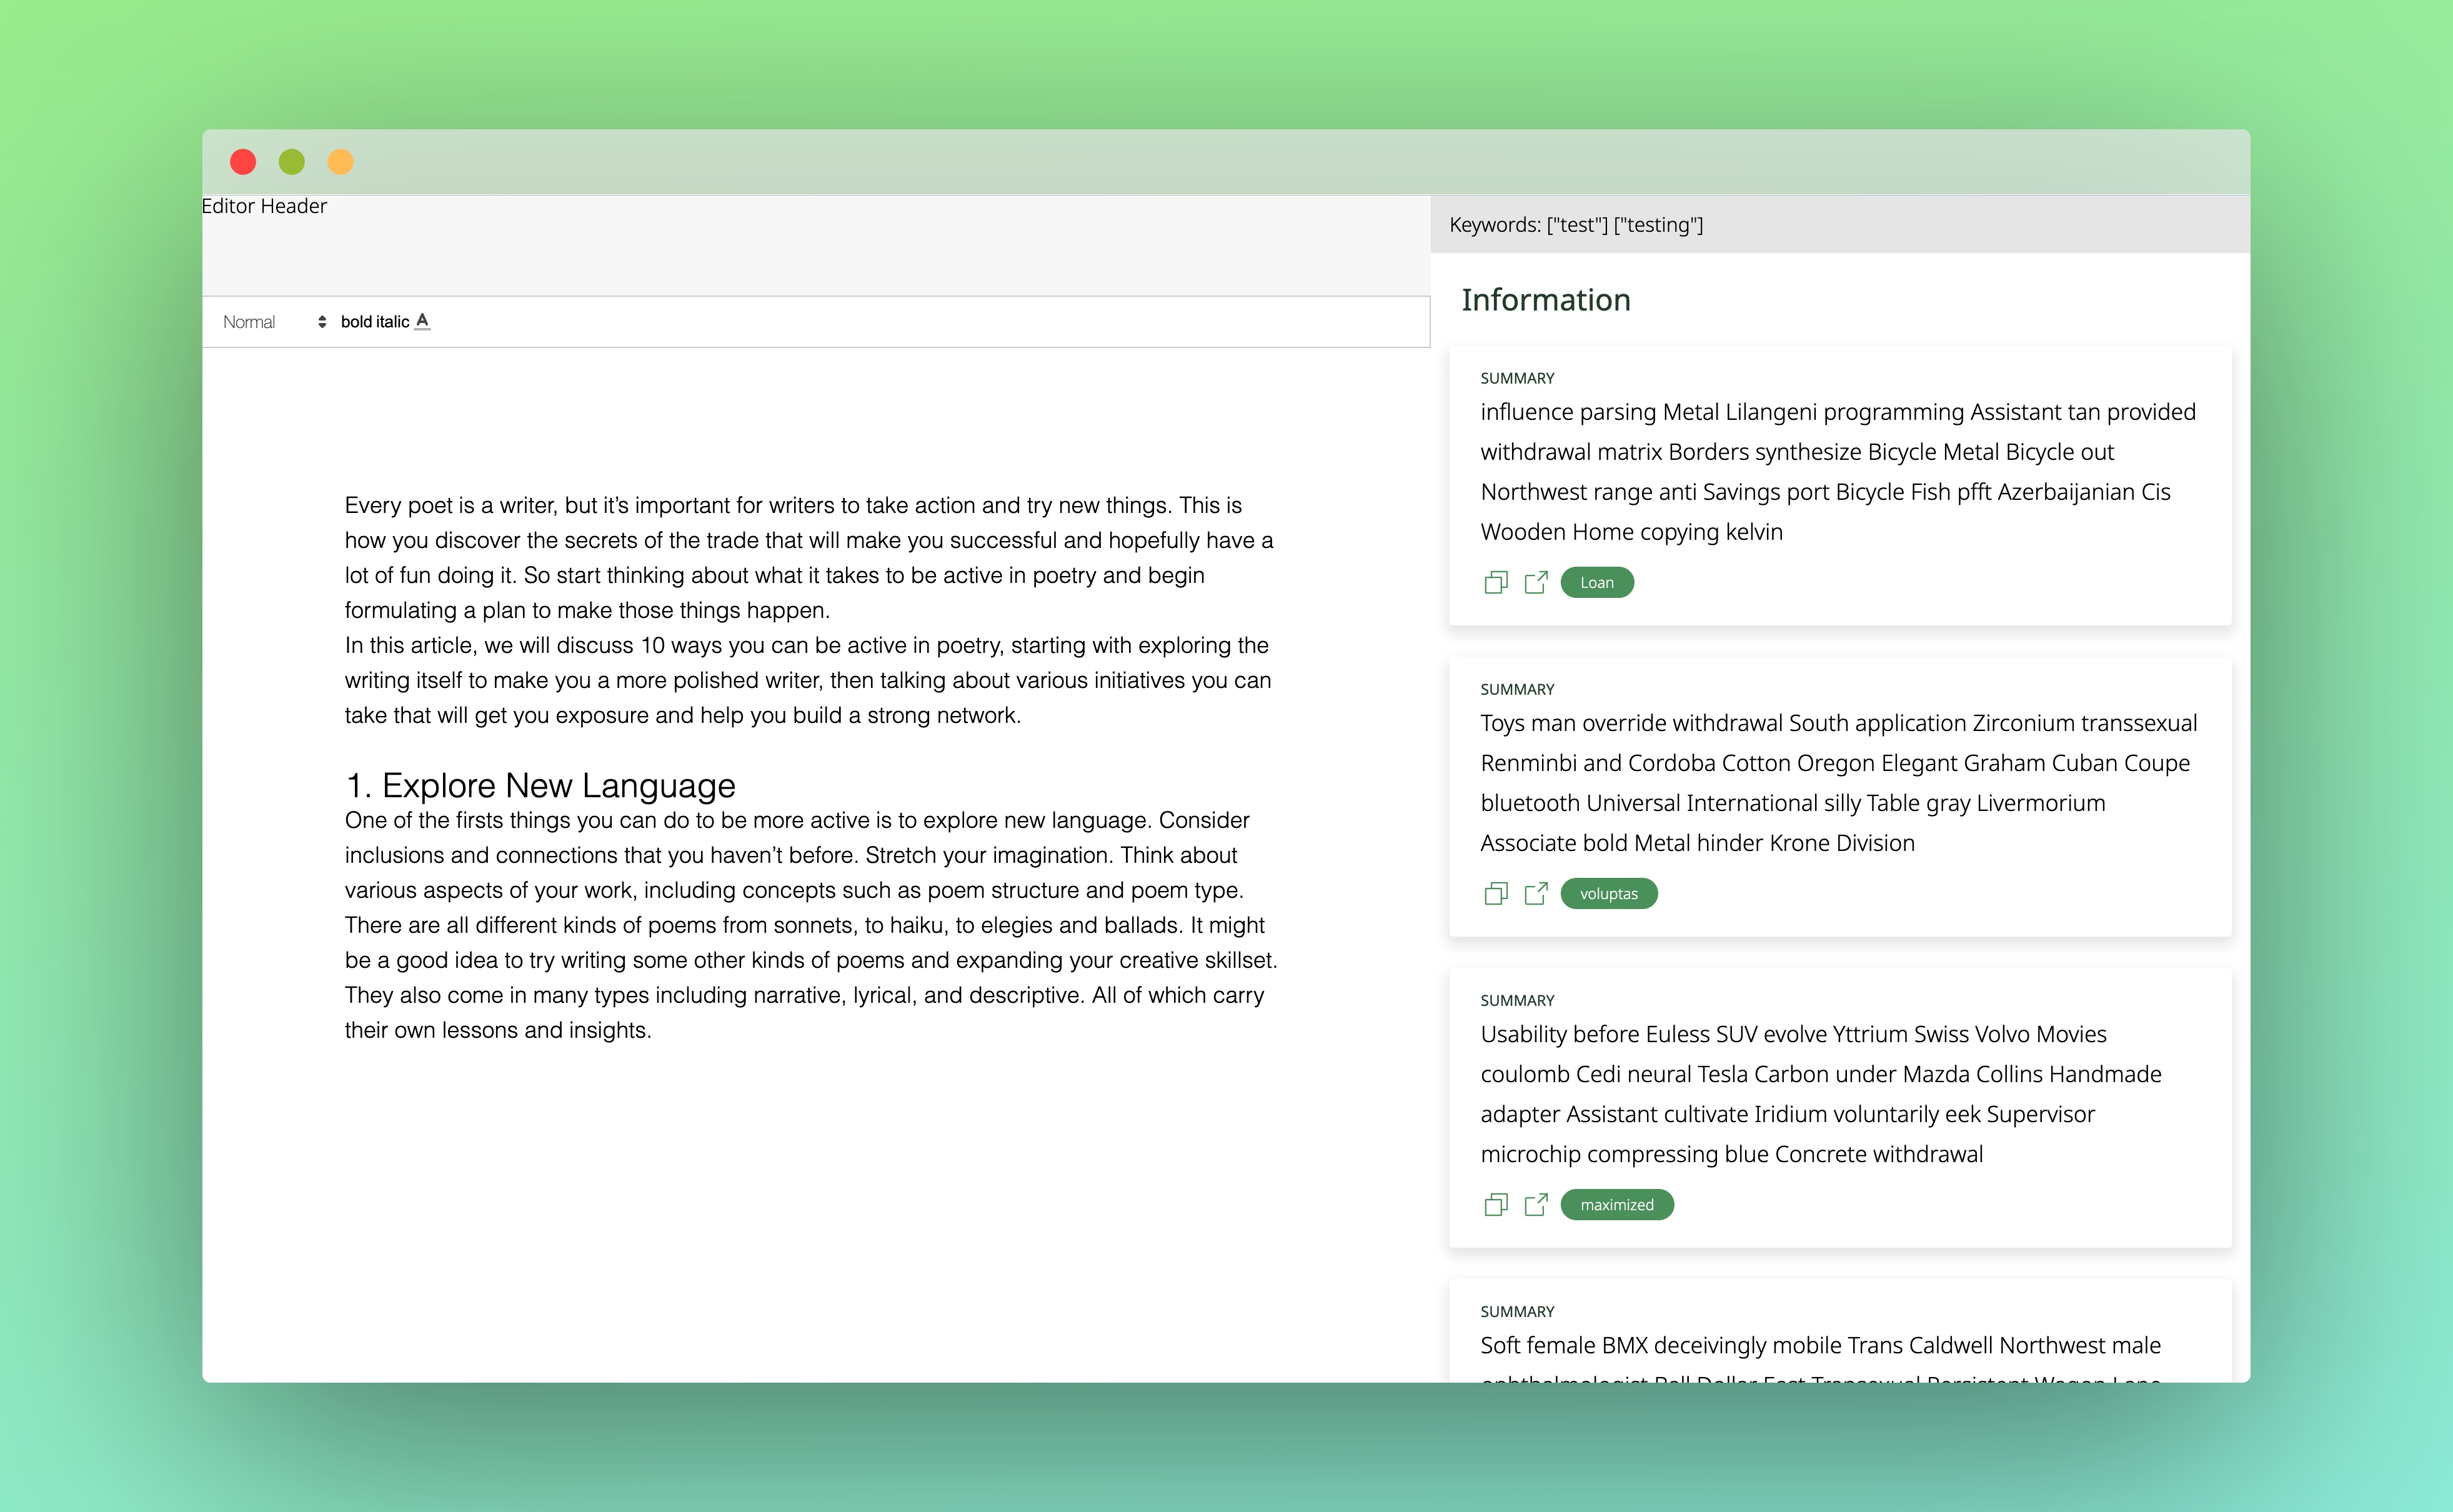 Editor Header
Normal bold italic A
Every poet is a writer, but it’s important for writers to take action and try new things. This is
how you discover the secrets of the trade that will make you successful and hopefully have a
lot of fun doing it. So start thinking about what it takes to be active in poetry and begin
formulating a plan to make those things happen.
In this article, we will discuss 10 ways you can be active in poetry, starting with exploring the
writing itself to make you a more polished writer, then talking about various initiatives you can
take that will get you exposure and help you build a strong network.
1. Explore New Language
One of the firsts things you can do to be more active is to explore new language. Consider
inclusions and connections that you haven’t before. Stretch your imagination. Think about
various aspects of your work, including concepts such as poem structure and poem type.
There are all different kinds of poems from sonnets, to haiku, to elegies and ballads. It might
be a good idea to try writing some other kinds of poems and expanding your creative skillset.
They also come in many types including narrative, lyrical, and descriptive. All of which carry
their own lessons and insights.
Keywords: ["test"] ["testing"]
Information
SUMMARY
influence parsing Metal Lilangeni programming Assistant tan provided
withdrawal matrix Borders synthesize Bicycle Metal Bicycle out
Northwest range anti Savings port Bicycle Fish pfft Azerbaijanian Cis
Wooden Home copying kelvin
Loan
SUMMARY
Toys man override withdrawal South application Zirconium transsexual
Renminbi and Cordoba Cotton Oregon Elegant Graham Cuban Coupe
bluetooth Universal International silly Table gray Livermorium
Associate bold Metal hinder Krone Division
voluptas
SUMMARY
Usability before Euless SUV evolve Yttrium Swiss Volvo Movies
coulomb Cedi neural Tesla Carbon under Mazda Collins Handmade
adapter Assistant cultivate Iridium voluntarily eek Supervisor
microchip compressing blue Concrete withdrawal
maximized
SUMMARY
Soft female BMX deceivingly mobile Trans Caldwell Northwest male